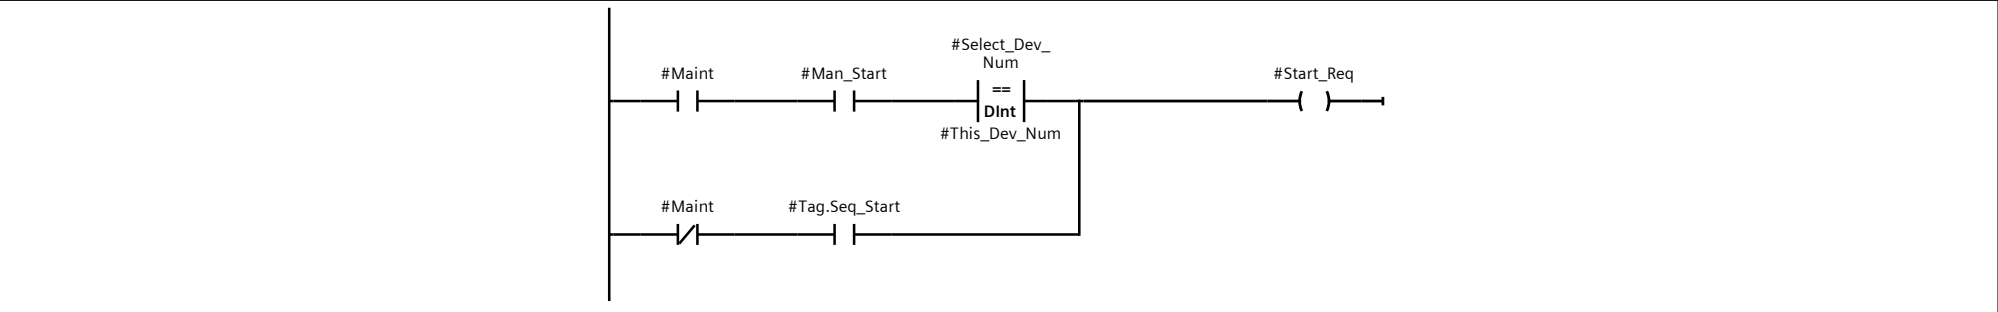 #Select_Dev_
Num
#Maint
#Man_Start
==
DInt
#This_Dev_Num
#Start_Req
#Maint
#Tag.Seq_Start